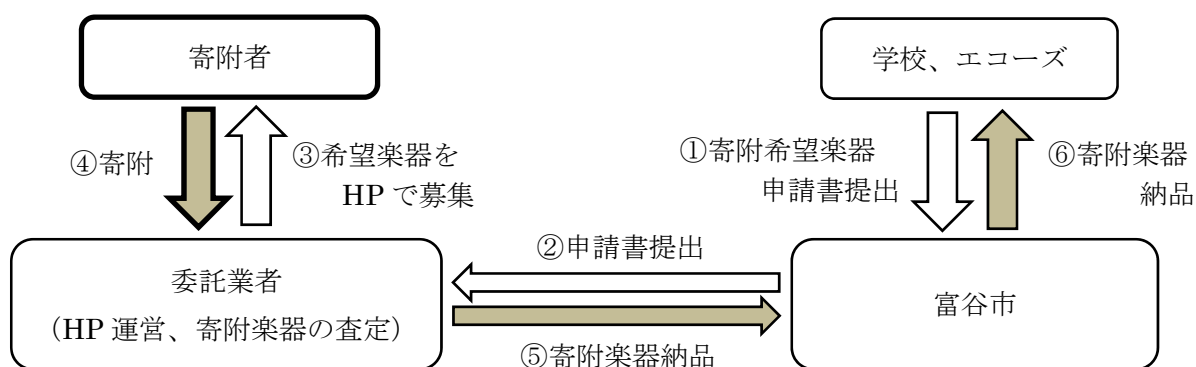 寄附者
学校、エコーズ
④寄附
③希望楽器を
HP で募集
①寄附希望楽器
申請書提出
⑥寄附楽器
納品
②申請書提出
委託業者
（HP 運営、寄附楽器の査定）
富谷市
⑤寄附楽器納品